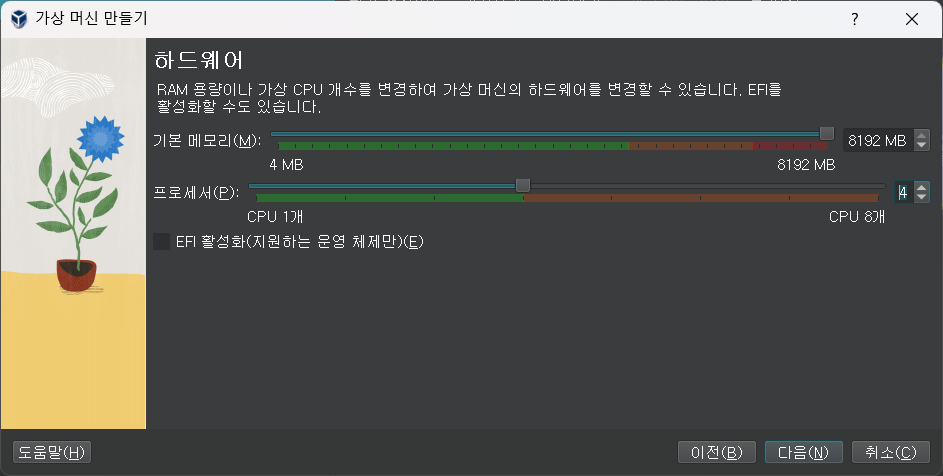 가상 머신 만들기
하드웨어
RAM 용량이나 가상 CPU 개수를 변경하여 가상 머신의 하드웨어를 변경할 수 있습니다. EFI를
활성화할 수도 있습니다.
기본 메모리(M):
8192 MB
4 MB
8192 MB
프로세서(P):
4
CPU 1개
CPU 8개
EFI 활성화(지원하는 운영 체제만)(E)
도움말(H)
이전(B)
다음(N)
취소(C)